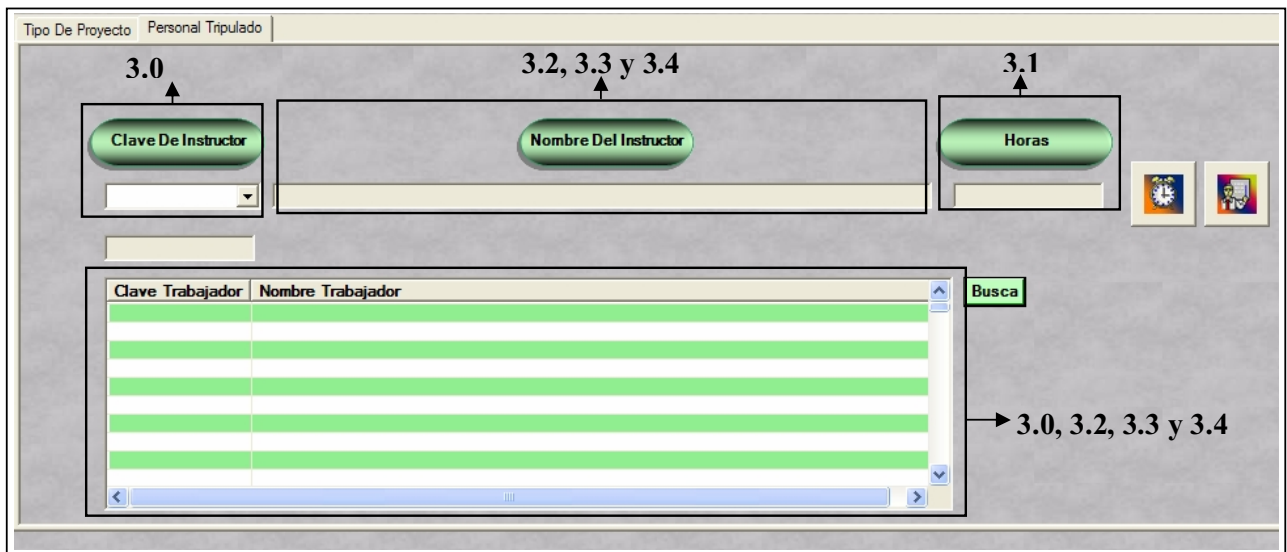 Tipo De Proyecto Personal Tripulado
3.0 3.2, 3.3 y 3.4 3.1
Clave De Instructor Nombre Del Instructor Horas
Clave Trabajador Nombre Trabajador Busca
3.0, 3.2, 3.3 y 3.4